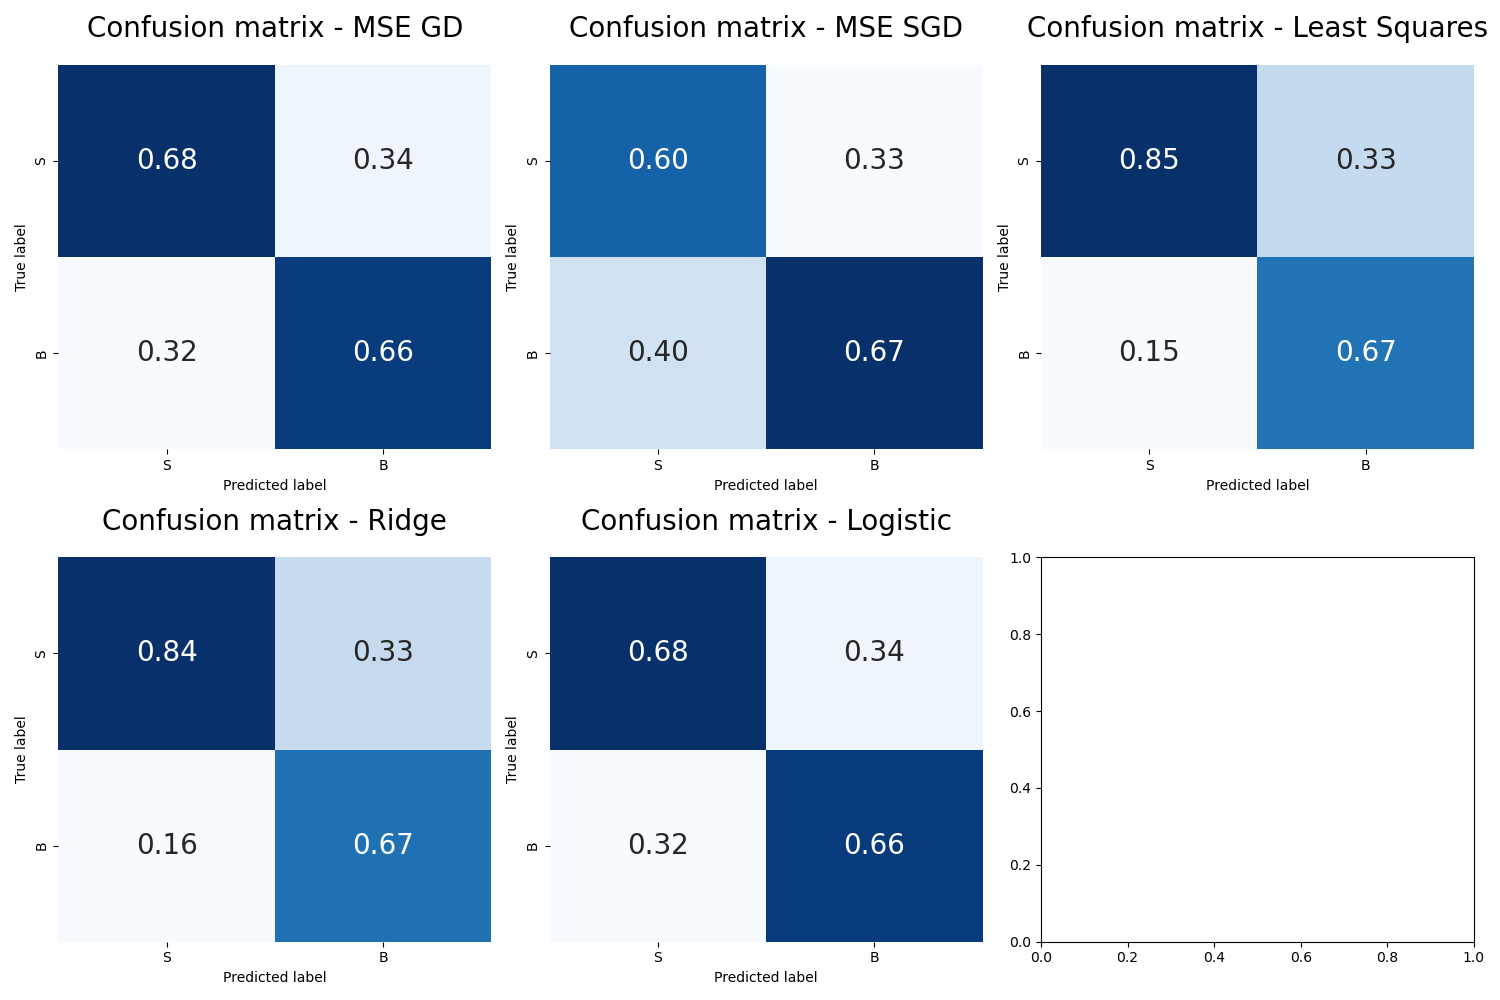 Confusion matrix - MSE GD
True label
S
0.68
0.34
B
0.32
0.66
S
B
Predicted label
Confusion matrix - MSE SGD
True label
S
0.60
0.33
B
0.40
0.67
S
B
Predicted label
Confusion matrix - Least Squares
True label
S
0.85
0.33
B
0.15
0.67
S
B
Predicted label
Confusion matrix - Ridge
True label
S
0.84
0.33
B
0.16
0.67
S
B
Predicted label
Confusion matrix - Logistic
True label
S
0.68
0.34
B
0.32
0.66
S
B
Predicted label
1.0
0.8
0.6
0.4
0.2
0.0
0.0
0.2
0.4
0.6
0.8
1.0